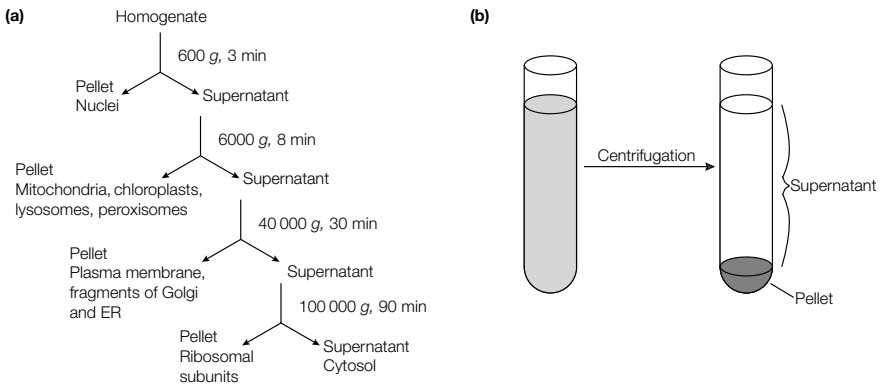 (a)
Homogenate
600 g, 3 min
Pellet
Nuclei
Supernatant
6000 g, 8 min
Pellet
Mitochondria, chloroplasts,
lysosomes, peroxisomes
Supernatant
40 000 g, 30 min
Pellet
Plasma membrane,
fragments of Golgi
and ER
Supernatant
100 000 g, 90 min
Pellet
Ribosomal
subunits
Supernatant
Cytosol
(b)
Centrifugation
Supernatant
Pellet